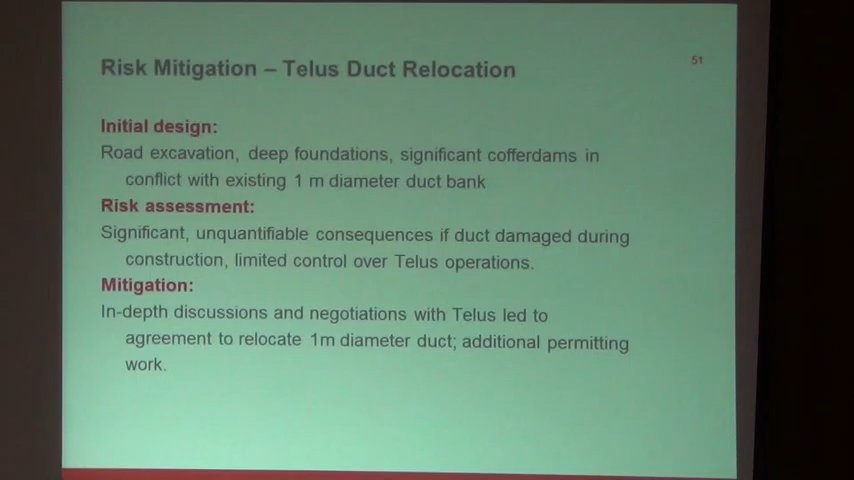 Risk Mitigation – Telus Duct Relocation
51
Initial design:
Road excavation, deep foundations, significant cofferdams in
conflict with existing 1 m diameter duct bank
Risk assessment:
Significant, unquantifiable consequences if duct damaged during
construction, limited control over Telus operations.
Mitigation:
In-depth discussions and negotiations with Telus led to
agreement to relocate 1m diameter duct; additional permitting
work.